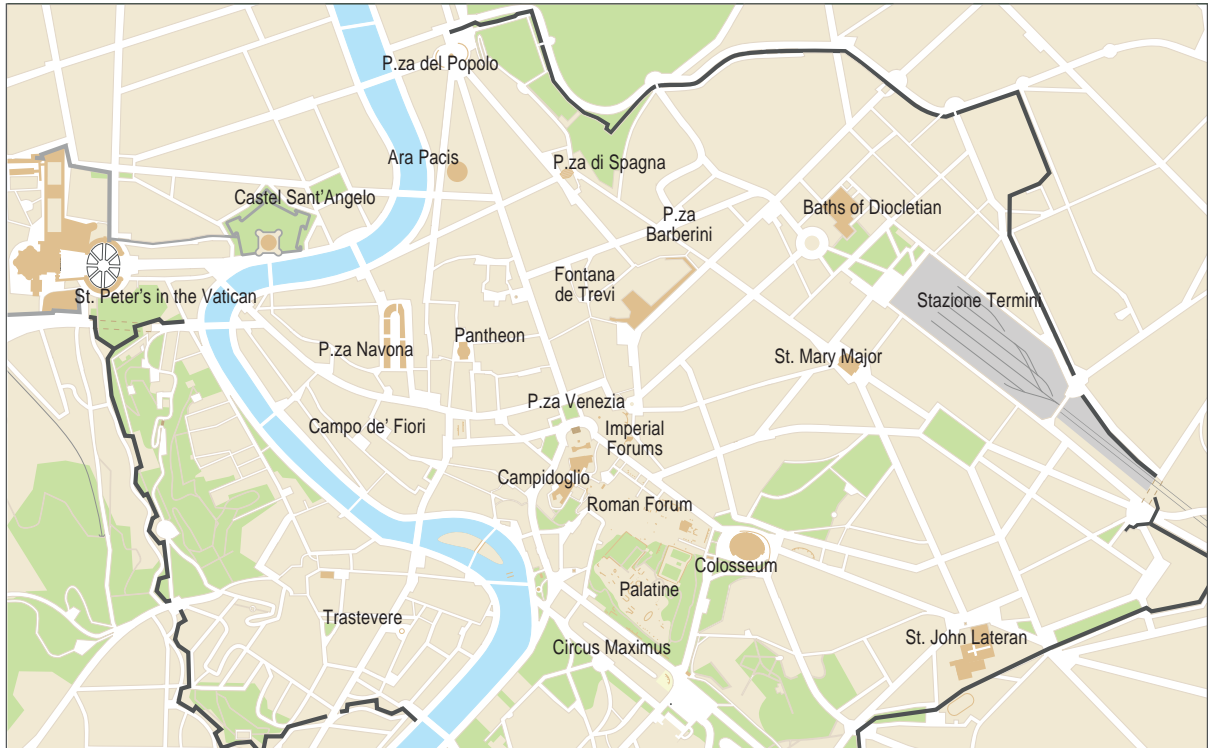 P.za del Popolo
Ara Pacis
P.za di Spagna
Castel Sant'Angelo
Baths of Diocletian
P.za
Barberini
Fontana
de Trevi
St. Peter's in the Vatican
Stazione Termini
Pantheon
P.za Navona
St. Mary Major
P.za Venezia
Campo de' Fiori
Imperial
Forums
Campidoglio
Roman Forum
Colosseum
Palatine
Trastevere
St. John Lateran
Circus Maximus